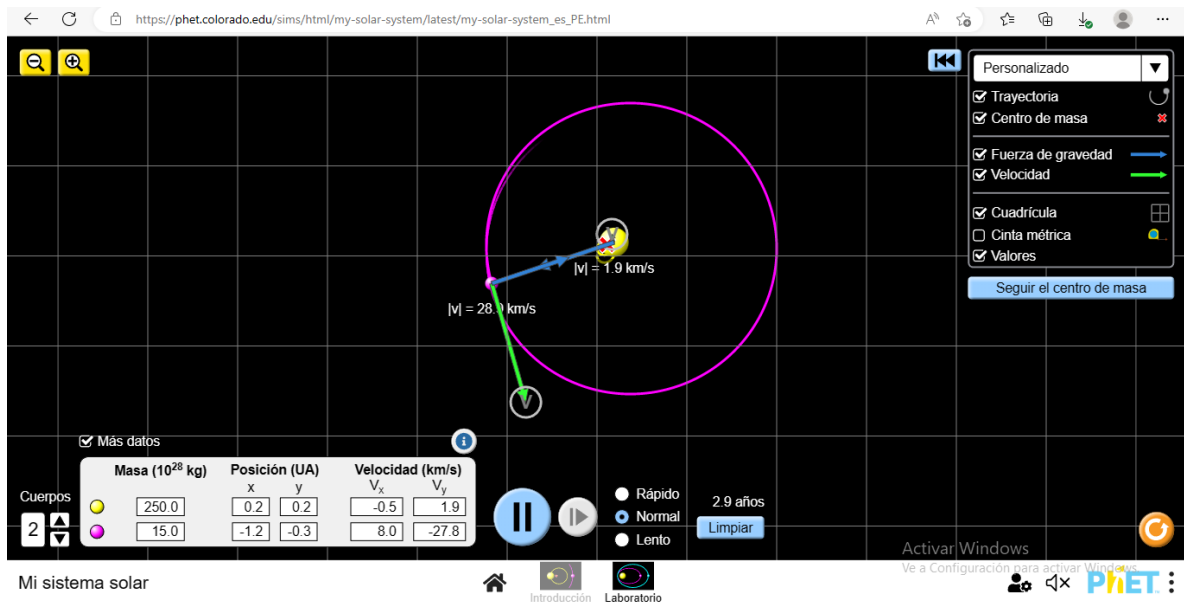 https://phet.colorado.edu/sims/html/my-solar-system/latest/my-solar-system_es_PE.html
Personalizado
Trayectoria
Centro de masa
Fuerza de gravedad
Velocidad
Cuadrícula
Cinta métrica
Valores
Seguir el centro de masa
V
|v| = 1.9 km/s
|v| = 28.9 km/s
V
Más datos
Masa (10²⁸ kg) Posición (UA) Velocidad (km/s)
x y Vₓ Vᵧ
250.0 0.2 0.2 -0.5 1.9
15.0 -1.2 -0.3 8.0 -27.8
Cuerpos
2
Rápido
Normal
Lento
2.9 años
Limpiar
Activar Windows
Ve a Configuración para activar Windows.
Mi sistema solar
Introducción
Laboratorio
PhET